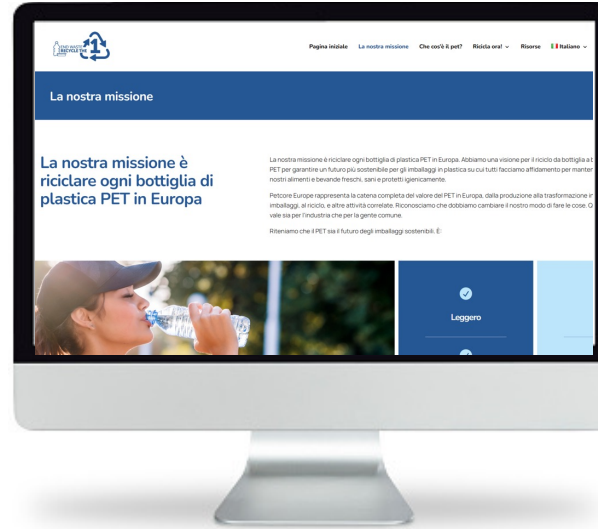 END WASTE
RECYCLE THE
1
Pagina iniziale La nostra missione Che cos'è il pet? Ricicla ora! Risorse Italiano
La nostra missione
La nostra missione è
riciclare ogni bottiglia di
plastica PET in Europa
La nostra missione è riciclare ogni bottiglia di plastica PET in Europa. Abbiamo una visione per il riciclo da bottiglia a
PET per garantire un futuro più sostenibile per gli imballaggi in plastica su cui tutti facciamo affidamento per
nostri alimenti e bevande freschi, sani e protetti igienicamente.
Petcore Europe rappresenta la catena completa del valore del PET in Europa, dalla produzione alla trasformazione
imballaggi, al riciclo, e altre attività correlate. Riconosciamo che dobbiamo cambiare il nostro modo di fare le cose.
vale sia per l'industria che per la gente comune.
Riteniamo che il PET sia il futuro degli imballaggi sostenibili. È:
Leggero